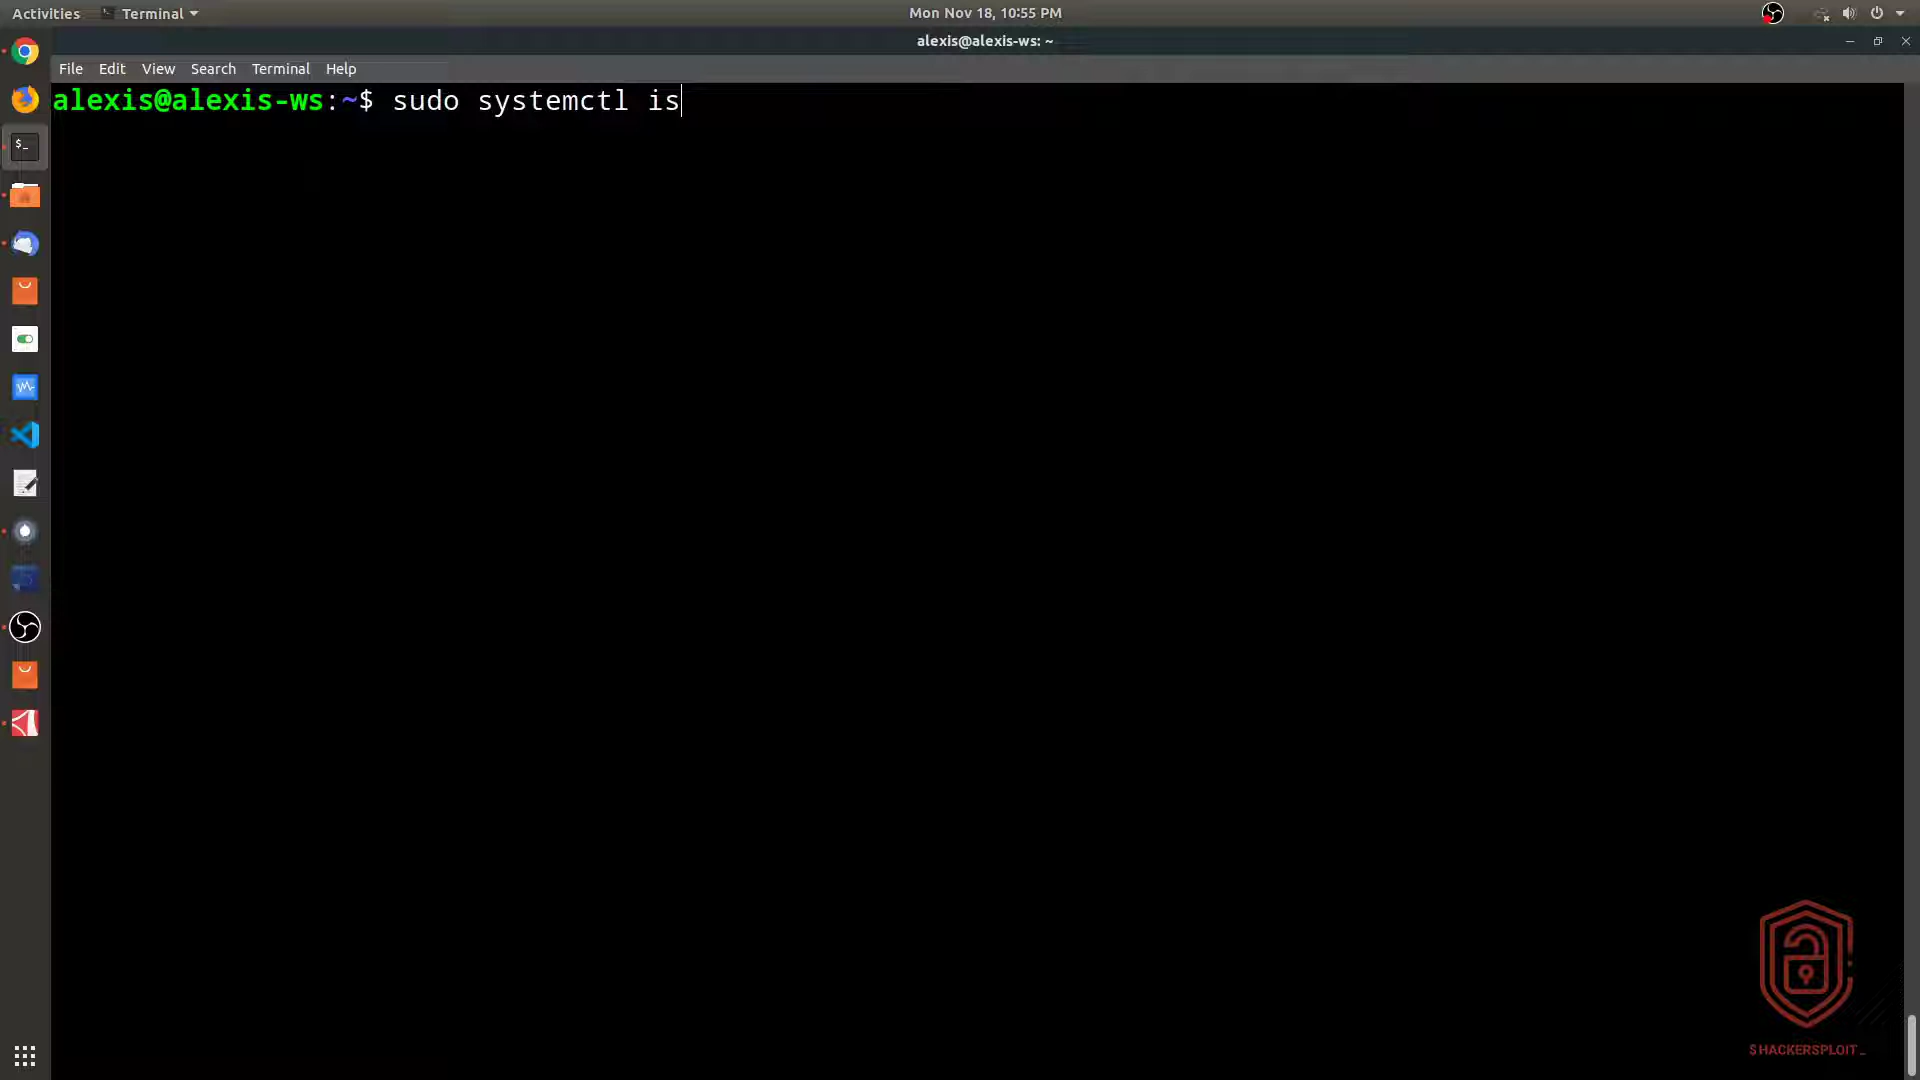 Activities Terminal Mon Nov 18, 10:55 PM
alexis@alexis-ws: ~
File Edit View Search Terminal Help
alexis@alexis-ws:~$ sudo systemctl is
$_
$HACKERSPLOIT_